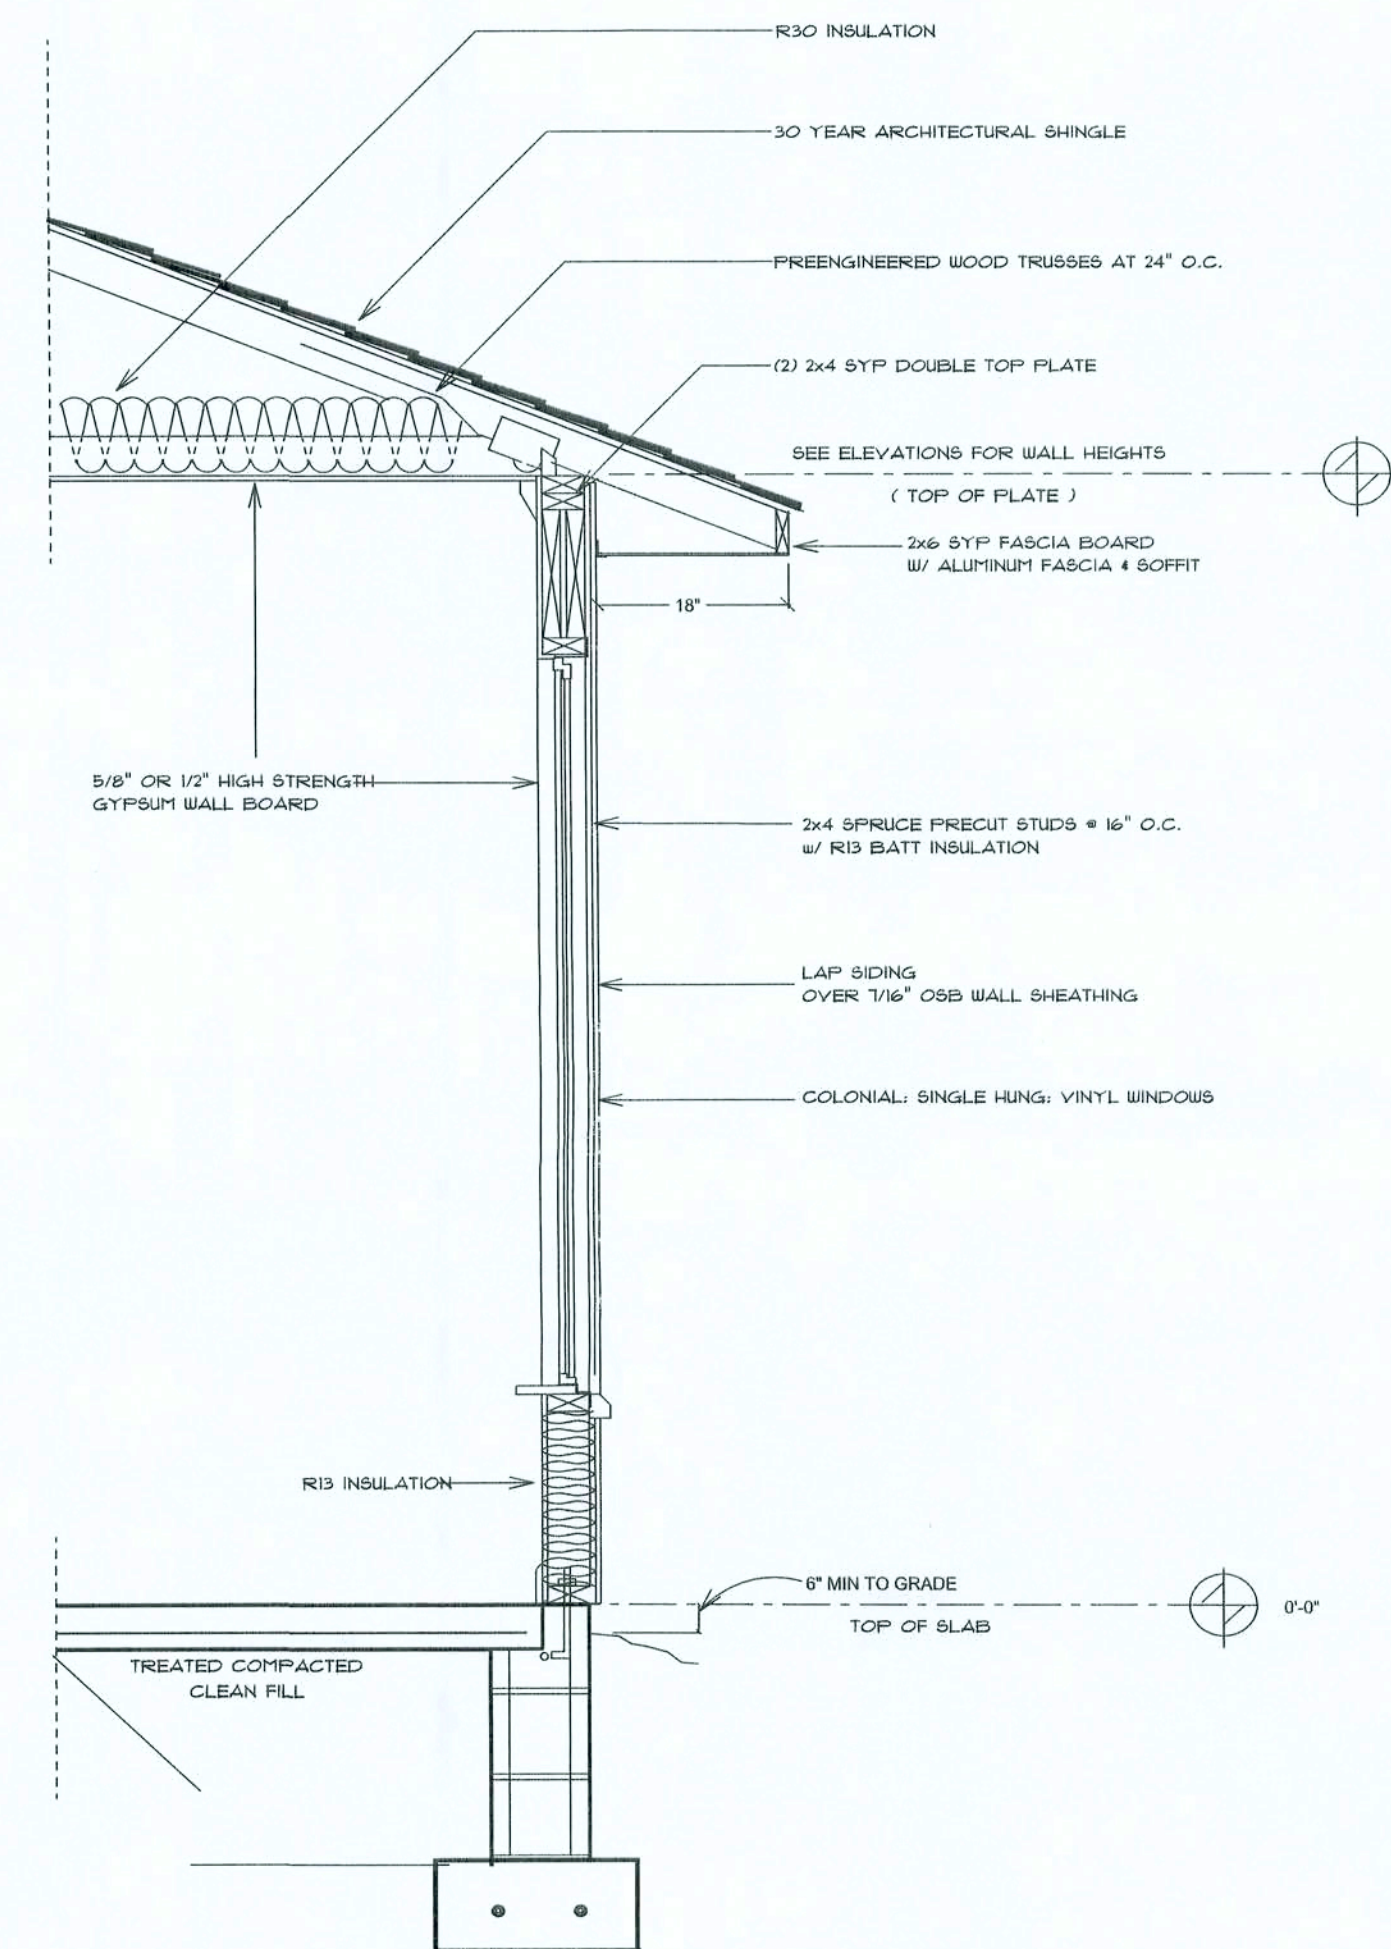 R30 INSULATION
30 YEAR ARCHITECTURAL SHINGLE
PREENGINEERED WOOD TRUSSES AT 24" O.C.
(2) 2x4 SYP DOUBLE TOP PLATE
SEE ELEVATIONS FOR WALL HEIGHTS
( TOP OF PLATE )
2x6 SYP FASCIA BOARD
W/ ALUMINUM FASCIA & SOFFIT
18"
5/8" OR 1/2" HIGH STRENGTH
GYPSUM WALL BOARD
2x4 SPRUCE PRECUT STUDS @ 16" O.C.
w/ R13 BATT INSULATION
LAP SIDING
OVER 7/16" OSB WALL SHEATHING
COLONIAL; SINGLE HUNG; VINYL WINDOWS
R13 INSULATION
6" MIN TO GRADE
0'-0"
TOP OF SLAB
TREATED COMPACTED
CLEAN FILL